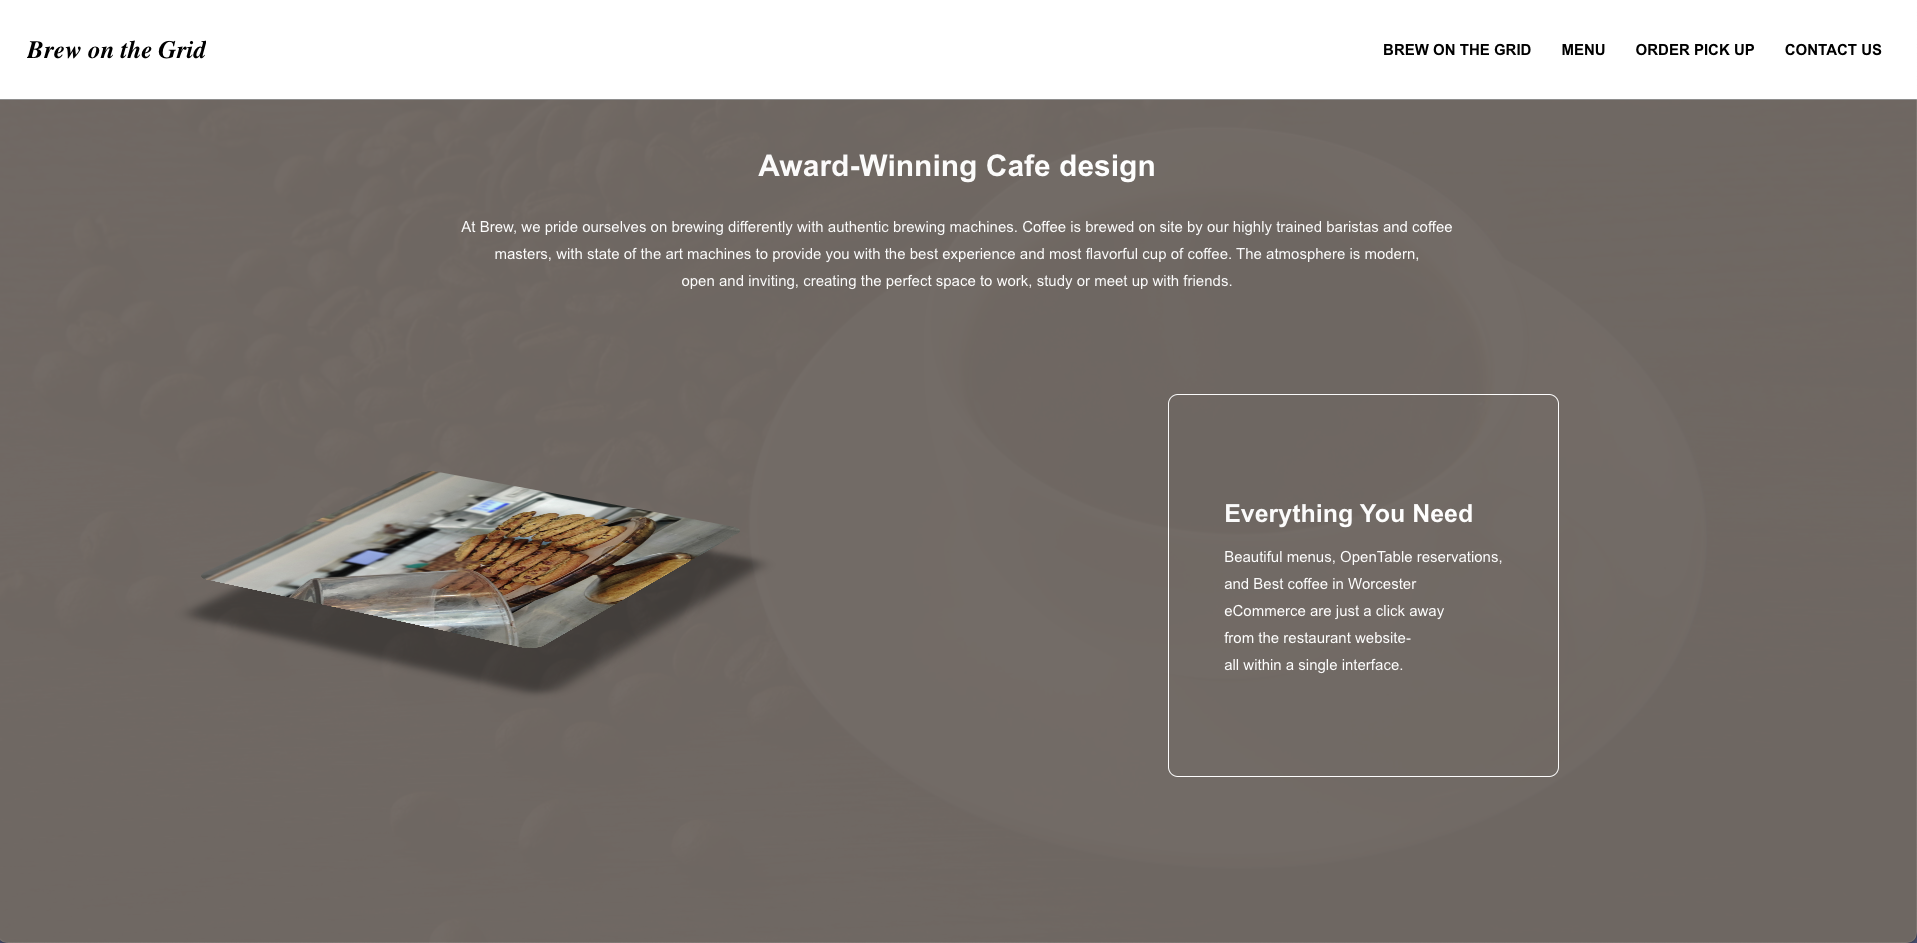 Brew on the Grid
BREW ON THE GRID MENU ORDER PICK UP CONTACT US
Award-Winning Cafe design
At Brew, we pride ourselves on brewing differently with authentic brewing machines. Coffee is brewed on site by our highly trained baristas and coffee
masters, with state of the art machines to provide you with the best experience and most flavorful cup of coffee. The atmosphere is modern,
open and inviting, creating the perfect space to work, study or meet up with friends.
Everything You Need
Beautiful menus, OpenTable reservations,
and Best coffee in Worcester
eCommerce are just a click away
from the restaurant website-
all within a single interface.